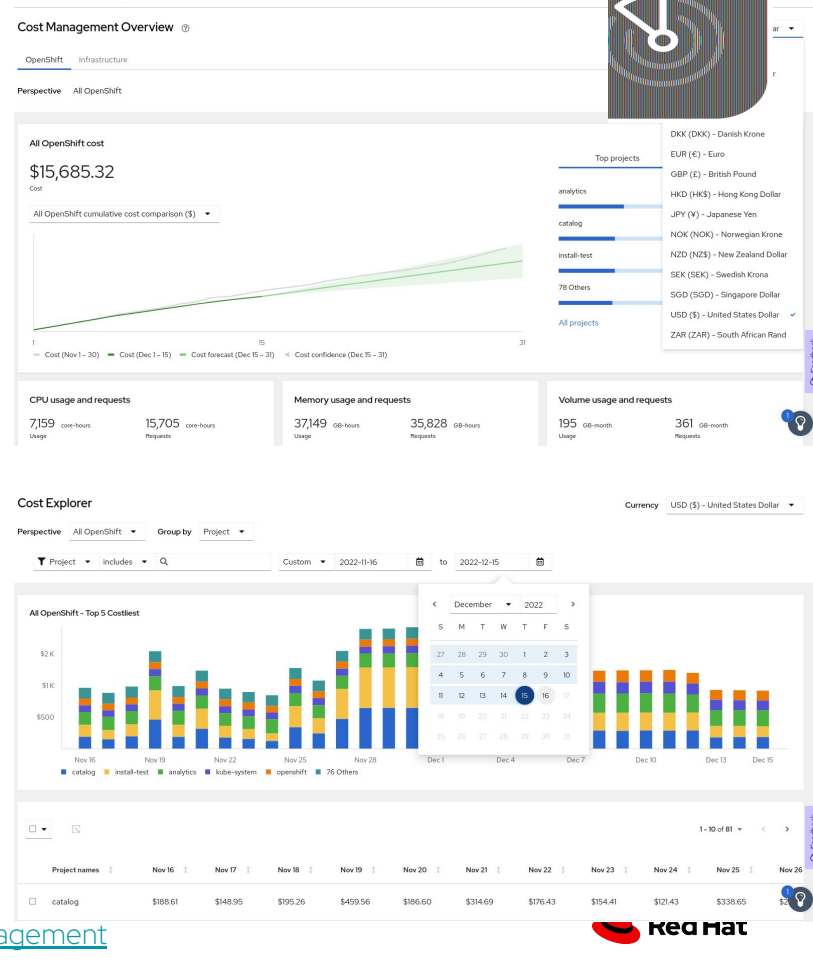 Cost Management Overview
ar
OpenShift Infrastructure
r
Perspective All OpenShift
DKK (DKK) - Danish Krone
EUR (€) - Euro
GBP (£) - British Pound
HKD (HK$) - Hong Kong Dollar
JPY (¥) - Japanese Yen
NOK (NOK) - Norwegian Krone
NZD (NZ$) - New Zealand Dollar
SEK (SEK) - Swedish Krona
SGD (SGD) - Singapore Dollar
USD ($) - United States Dollar
ZAR (ZAR) - South African Rand
All OpenShift cost
$15,685.32
Cost
All OpenShift cumulative cost comparison ($)
1 15 31
Cost (Nov 1 - 30) Cost (Dec 1 - 15) Cost forecast (Dec 15 - 31) Cost confidence (Dec 15 - 31)
Top projects
analytics
catalog
install-test
78 Others
All projects
CPU usage and requests
7,159 core-hours 15,705 core-hours
Usage Requests
Memory usage and requests
37,149 GB-hours 35,828 GB-hours
Usage Requests
Volume usage and requests
195 GB-month 361 GB-month
Usage Requests
1
Cost Explorer
Currency USD ($) - United States Dollar
Perspective All OpenShift Group by Project
Project includes Custom 2022-11-16 to 2022-12-15
December 2022
S M T W T F S
27 28 29 30 1 2 3
4 5 6 7 8 9 10
11 12 13 14 15 16 17
18 19 20 21 22 23 24
25 26 27 28 29 30 31
All OpenShift - Top 5 Costliest
$2 K
$1 K
$500
Nov 16 Nov 19 Nov 22 Nov 25 Nov 28 Dec 1 Dec 4 Dec 7 Dec 10 Dec 13 Dec 15
catalog install-test analytics kube-system openshift 76 Others
1 - 10 of 81
Project names Nov 16 Nov 17 Nov 18 Nov 19 Nov 20 Nov 21 Nov 22 Nov 23 Nov 24 Nov 25 Nov 26
catalog $188.61 $148.95 $195.26 $459.56 $186.60 $314.69 $176.43 $154.41 $121.43 $338.65 $2
1
agement
Red Hat